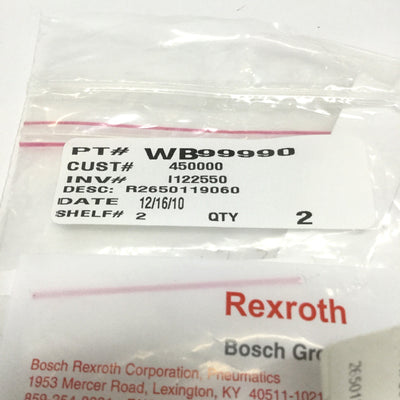 PT# WB99990
CUST# 450000
INV# I122550
DESC: R2650119060
DATE 12/16/10
SHELF# 2 QTY 2
Rexroth
Bosch
Bosch Rexroth Corporation, Pneumatics
1953 Mercer Road, Lexington, KY 40511-1021